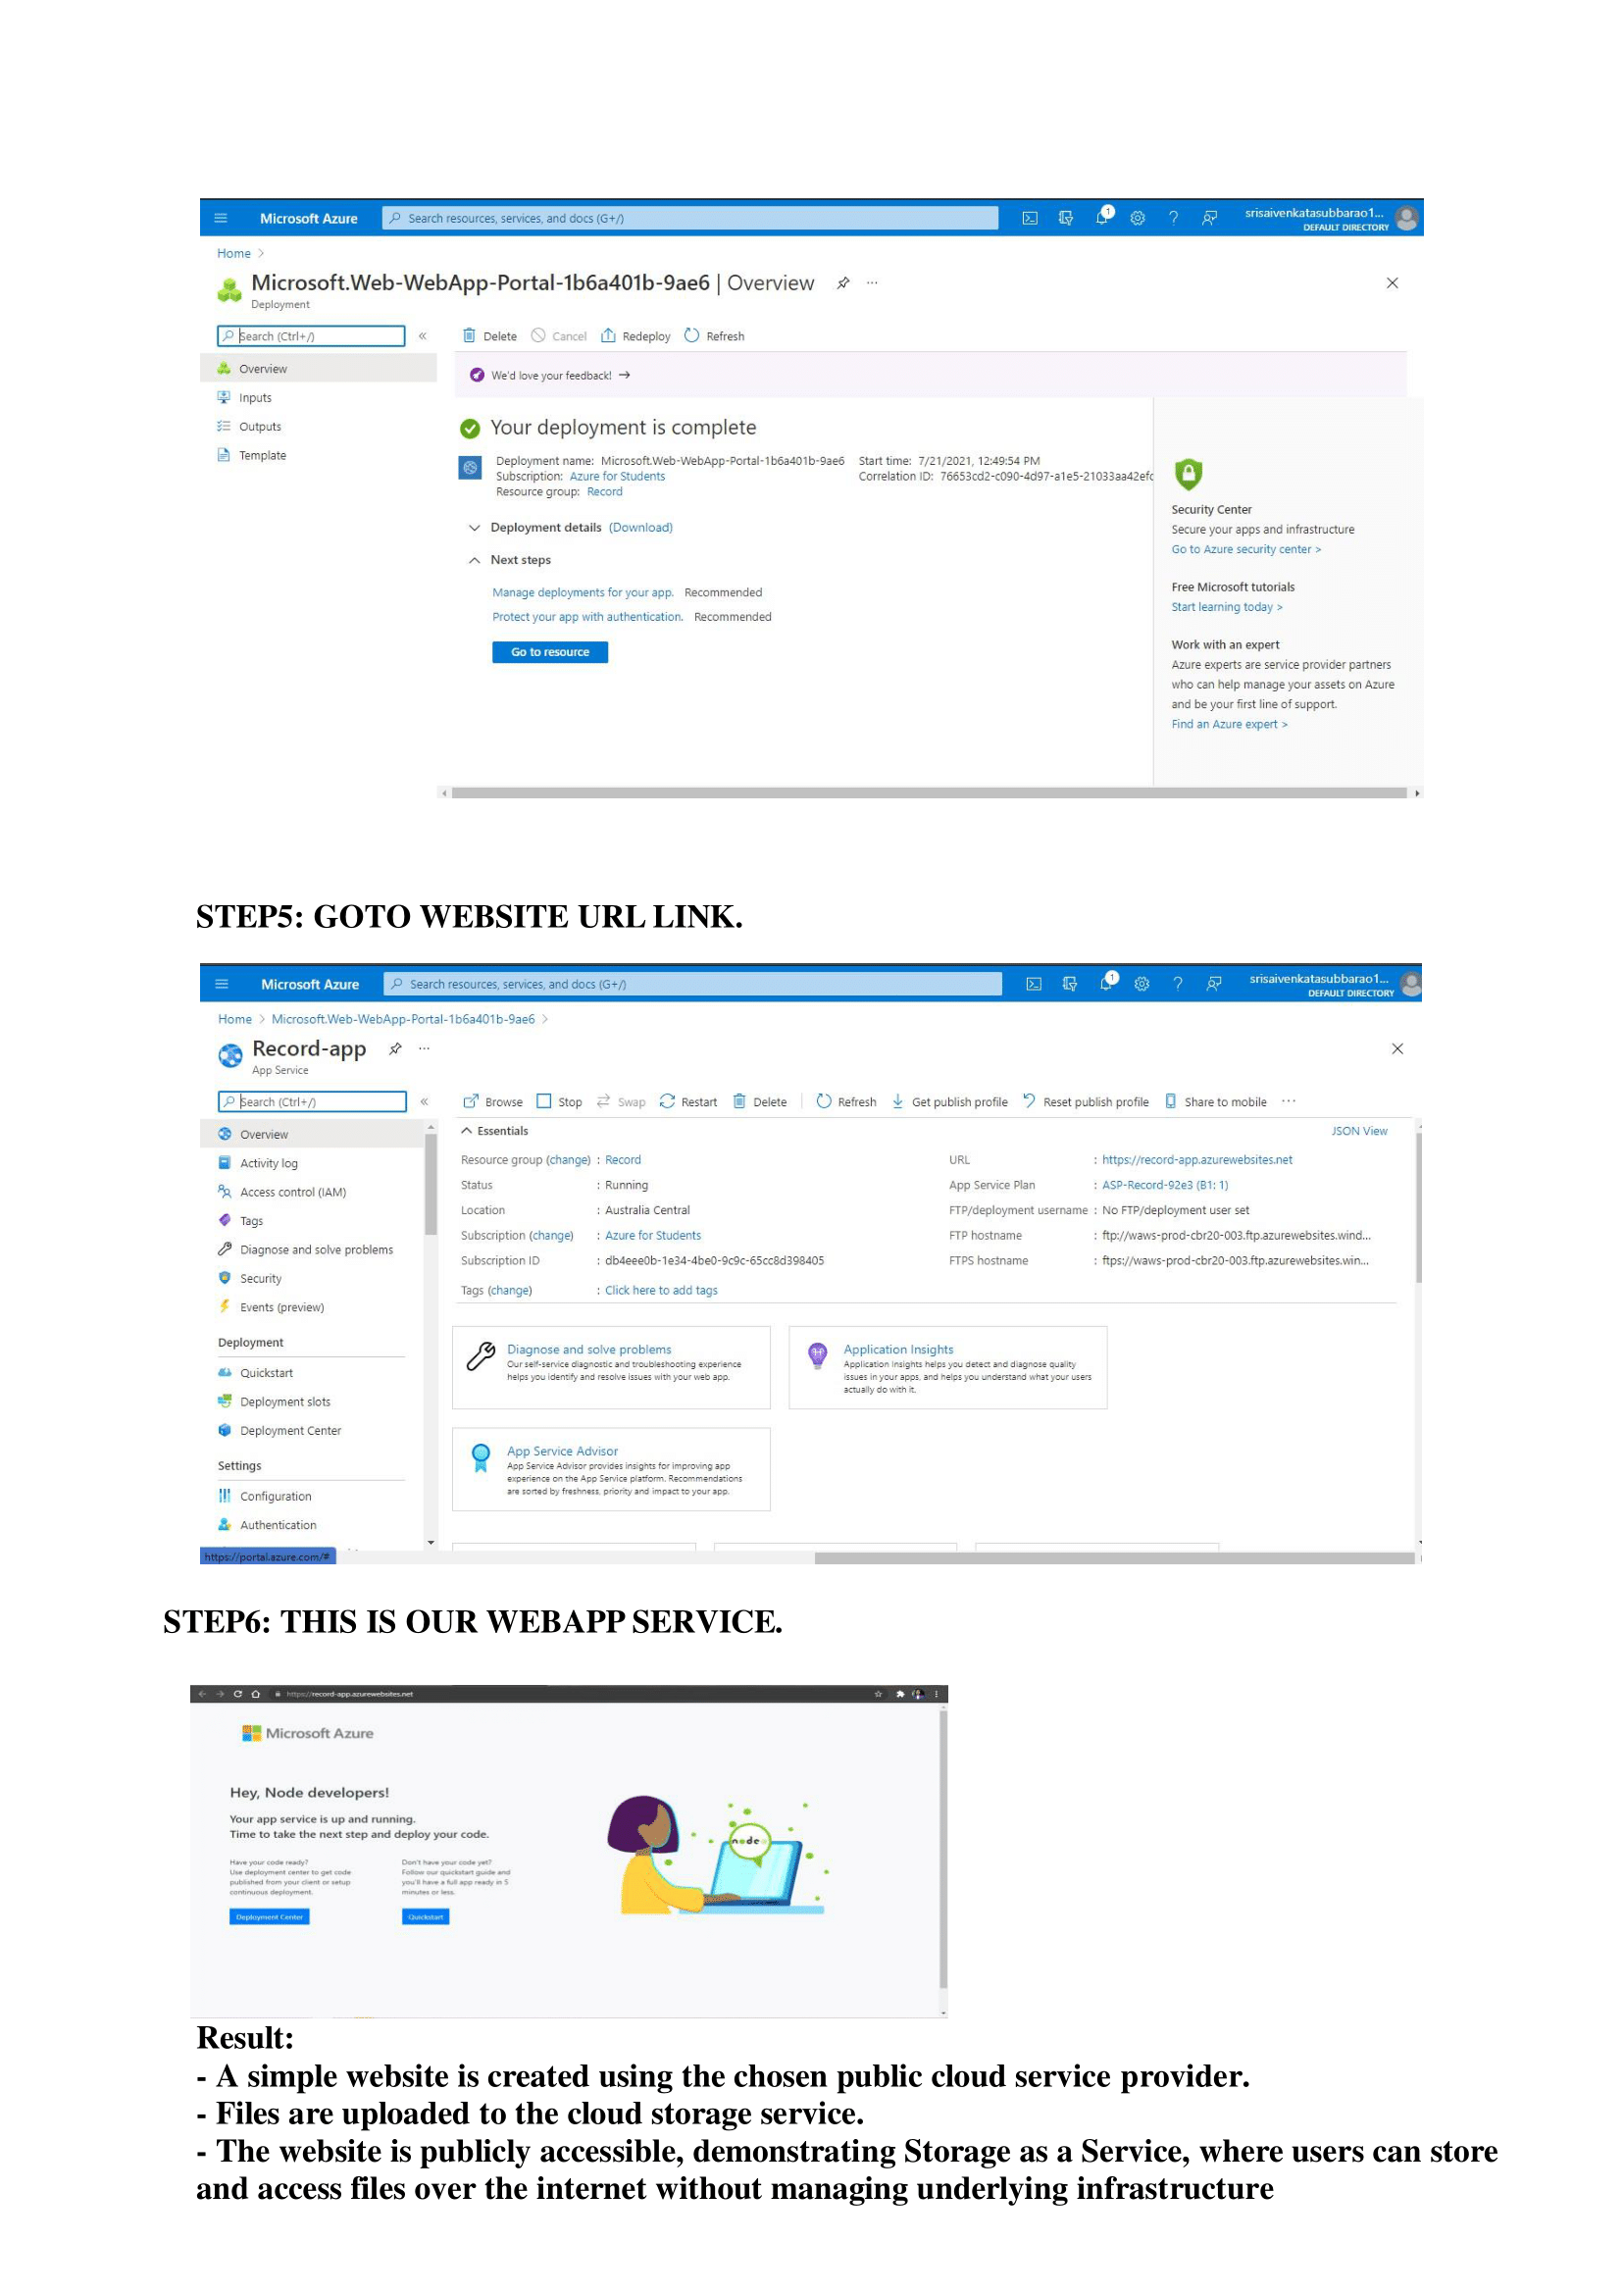 Microsoft Azure
Search resources, services, and docs (G+/)
1
srisaivenkatasubbarao1...
DEFAULT DIRECTORY
Home >
Microsoft.Web-WebApp-Portal-1b6a401b-9ae6 | Overview
Deployment
Search (Ctrl+/)
Overview
Inputs
Outputs
Template
Delete
Cancel
Redeploy
Refresh
We'd love your feedback! →
Your deployment is complete
Deployment name: Microsoft.Web-WebApp-Portal-1b6a401b-9ae6
Subscription: Azure for Students
Resource group: Record
Start time: 7/21/2021, 12:49:54 PM
Correlation ID: 76653cd2-c090-4d97-a1e5-21033aa42efc
Deployment details (Download)
Next steps
Manage deployments for your app. Recommended
Protect your app with authentication. Recommended
Go to resource
Security Center
Secure your apps and infrastructure
Go to Azure security center >
Free Microsoft tutorials
Start learning today >
Work with an expert
Azure experts are service provider partners
who can help manage your assets on Azure
and be your first line of support.
Find an Azure expert >
STEP5: GOTO WEBSITE URL LINK.
Microsoft Azure
Search resources, services, and docs (G+/)
1
srisaivenkatasubbarao1...
DEFAULT DIRECTORY
Home > Microsoft.Web-WebApp-Portal-1b6a401b-9ae6 >
Record-app
App Service
Search (Ctrl+/)
Overview
Activity log
Access control (IAM)
Tags
Diagnose and solve problems
Security
Events (preview)
Deployment
Quickstart
Deployment slots
Deployment Center
Settings
Configuration
Authentication
https://portal.azure.com/#
Browse
Stop
Swap
Restart
Delete
Refresh
Get publish profile
Reset publish profile
Share to mobile
Essentials
JSON View
Resource group (change) : Record
Status : Running
Location : Australia Central
Subscription (change) : Azure for Students
Subscription ID : db4eee0b-1e34-4be0-9c9c-65cc8d398405
Tags (change) : Click here to add tags
URL : https://record-app.azurewebsites.net
App Service Plan : ASP-Record-92e3 (B1: 1)
FTP/deployment username : No FTP/deployment user set
FTP hostname : ftp://waws-prod-cbr20-003.ftp.azurewebsites.wind...
FTPS hostname : ftps://waws-prod-cbr20-003.ftp.azurewebsites.win...
Diagnose and solve problems
Our self-service diagnostic and troubleshooting experience
helps you identify and resolve issues with your web app.
Application Insights
Application Insights helps you detect and diagnose quality
issues in your apps, and helps you understand what your users
actually do with it.
App Service Advisor
App Service Advisor provides insights for improving app
experience on the App Service platform. Recommendations
are sorted by freshness, priority and impact to your app.
STEP6: THIS IS OUR WEBAPP SERVICE.
https://record-app.azurewebsites.net
Microsoft Azure
Hey, Node developers!
Your app service is up and running.
Time to take the next step and deploy your code.
Have your code ready?
Use deployment center to get code
published from your client or setup
continuous deployment.
Deployment Center
Don't have your code yet?
Follow our quickstart guide and
you'll have a full app ready in 5
minutes or less.
Quickstart
node
Result:
- A simple website is created using the chosen public cloud service provider.
- Files are uploaded to the cloud storage service.
- The website is publicly accessible, demonstrating Storage as a Service, where users can store
and access files over the internet without managing underlying infrastructure